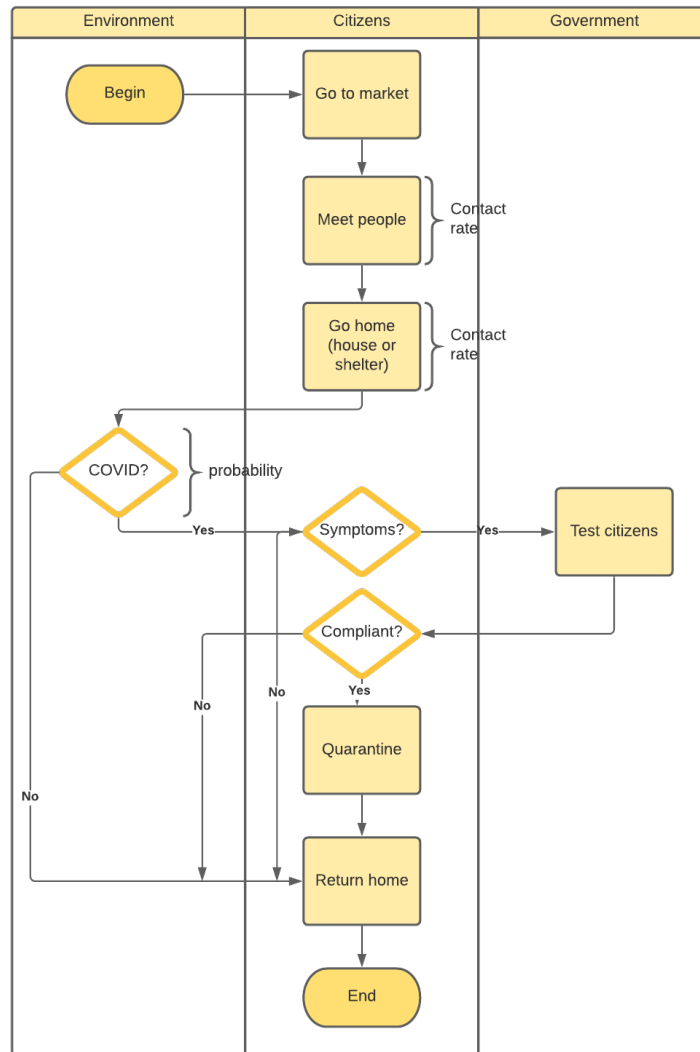 Environment
Citizens
Government
Begin
Go to market
Meet people
Contact
rate
Go home
(house or
shelter)
Contact
rate
COVID?
probability
Yes
Symptoms?
Yes
Test citizens
Compliant?
Yes
No
No
Quarantine
No
Return home
End